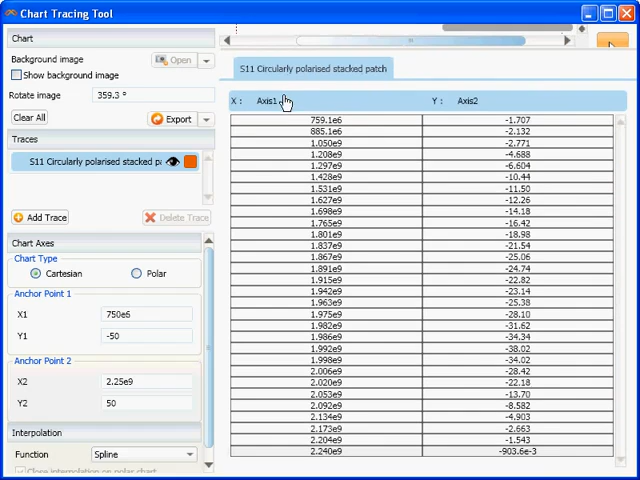 Chart Tracing Tool
Chart
Background image
Open
Show background image
Rotate image
359.3 °
Clear All
Export
Traces
S11 Circularly polarised stacked pa
Add Trace
Delete Trace
Chart Axes
Chart Type
Cartesian
Polar
Anchor Point 1
X1
750e6
Y1
-50
Anchor Point 2
X2
2.25e9
Y2
50
Interpolation
Function
Spline
Close interpolation on polar chart
S11 Circularly polarised stacked patch
X : Axis1 Y : Axis2
759.1e6 -1.707
885.1e6 -2.132
1.050e9 -2.771
1.208e9 -4.688
1.297e9 -6.604
1.428e9 -10.44
1.531e9 -11.50
1.627e9 -12.26
1.698e9 -14.18
1.765e9 -16.42
1.801e9 -18.98
1.837e9 -21.54
1.867e9 -25.06
1.891e9 -24.74
1.915e9 -22.82
1.942e9 -23.14
1.963e9 -25.38
1.975e9 -28.10
1.982e9 -31.62
1.986e9 -34.34
1.992e9 -38.02
1.998e9 -34.02
2.006e9 -28.42
2.020e9 -22.18
2.053e9 -13.70
2.092e9 -8.582
2.134e9 -4.903
2.173e9 -2.663
2.204e9 -1.543
2.240e9 -903.6e-3